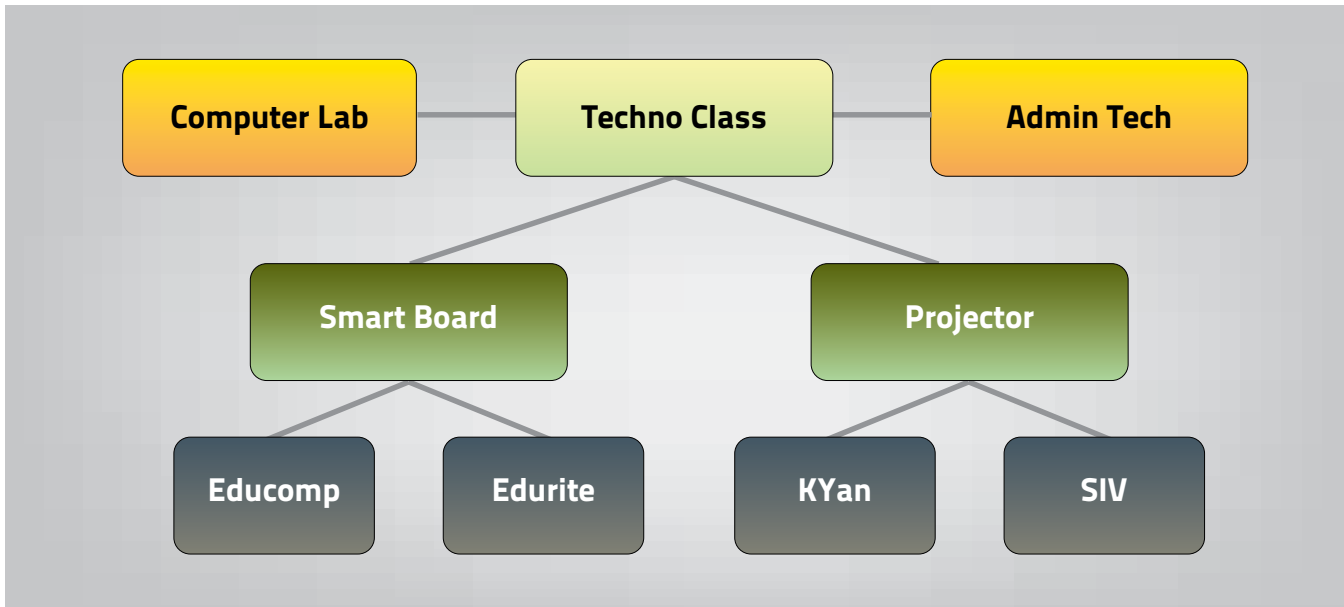 Computer Lab
Techno Class
Admin Tech
Smart Board
Projector
Educomp
Edurite
KYan
SIV